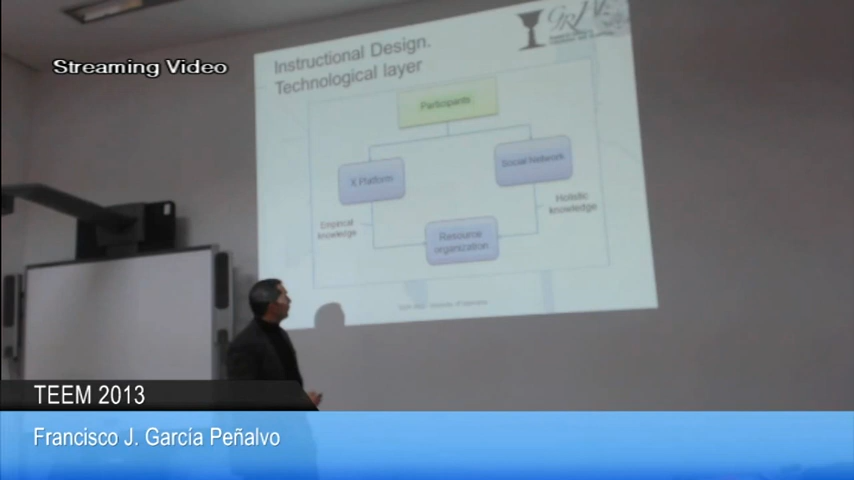 Streaming Video
Instructional Design.
Technological layer
GRIAL
Participants
X Platform
Social Network
Empirical
knowledge
Holistic
knowledge
Resource
organization
TEEM 2013
Francisco J. García Peñalvo